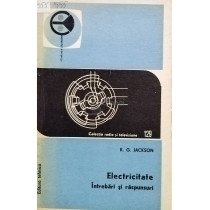 Colecția radio și televiziune
129
K. G. JACKSON
Electricitate
Întrebări și răspunsuri
Editura tehnică